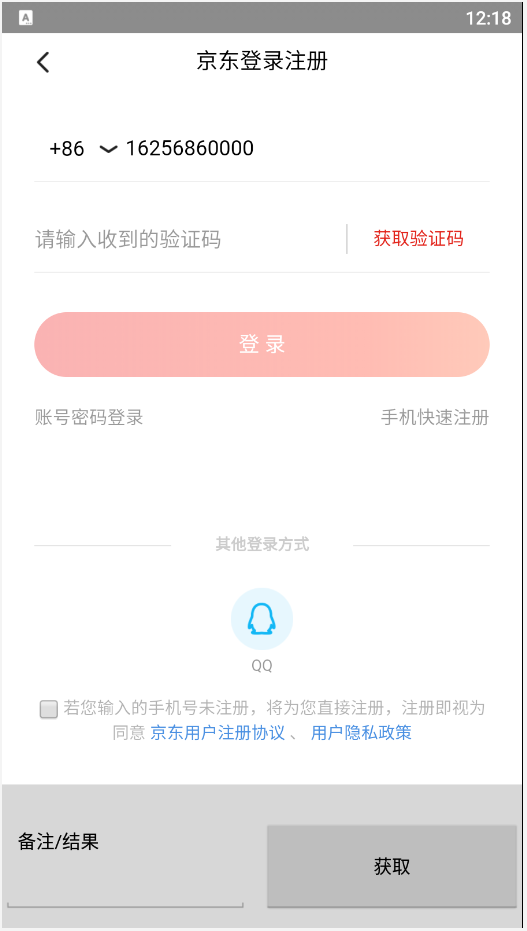 A
12:18
京东登录注册
+86 16256860000
请输入收到的验证码 获取验证码
登录
账号密码登录 手机快速注册
其他登录方式
QQ
若您输入的手机号未注册，将为您直接注册，注册即视为
同意 京东用户注册协议 、 用户隐私政策
备注/结果
获取